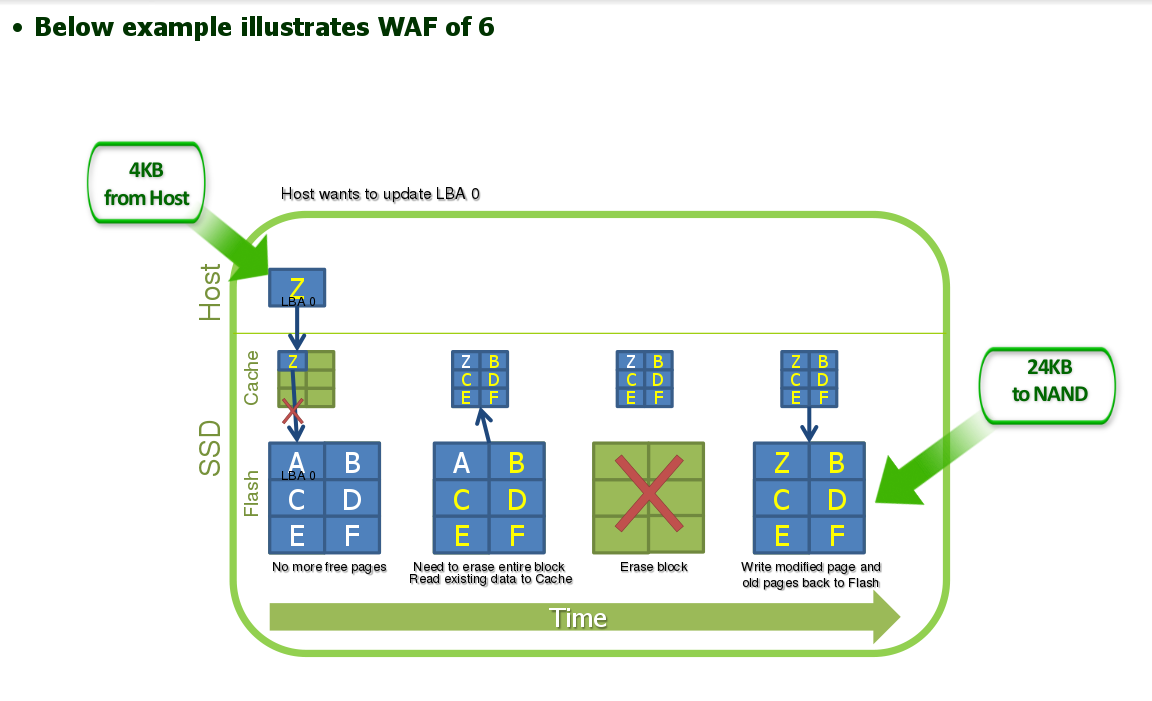 • Below example illustrates WAF of 6
4KB
from Host
Host wants to update LBA 0
Host
Z
LBA 0
SSD
Cache
Z
Z B
C D
E F
Z B
C D
E F
Z B
C D
E F
24KB
to NAND
Flash
A B
LBA 0
C D
E F
A B
C D
E F
Z B
C D
E F
No more free pages
Need to erase entire block
Read existing data to Cache
Erase block
Write modified page and
old pages back to Flash
Time